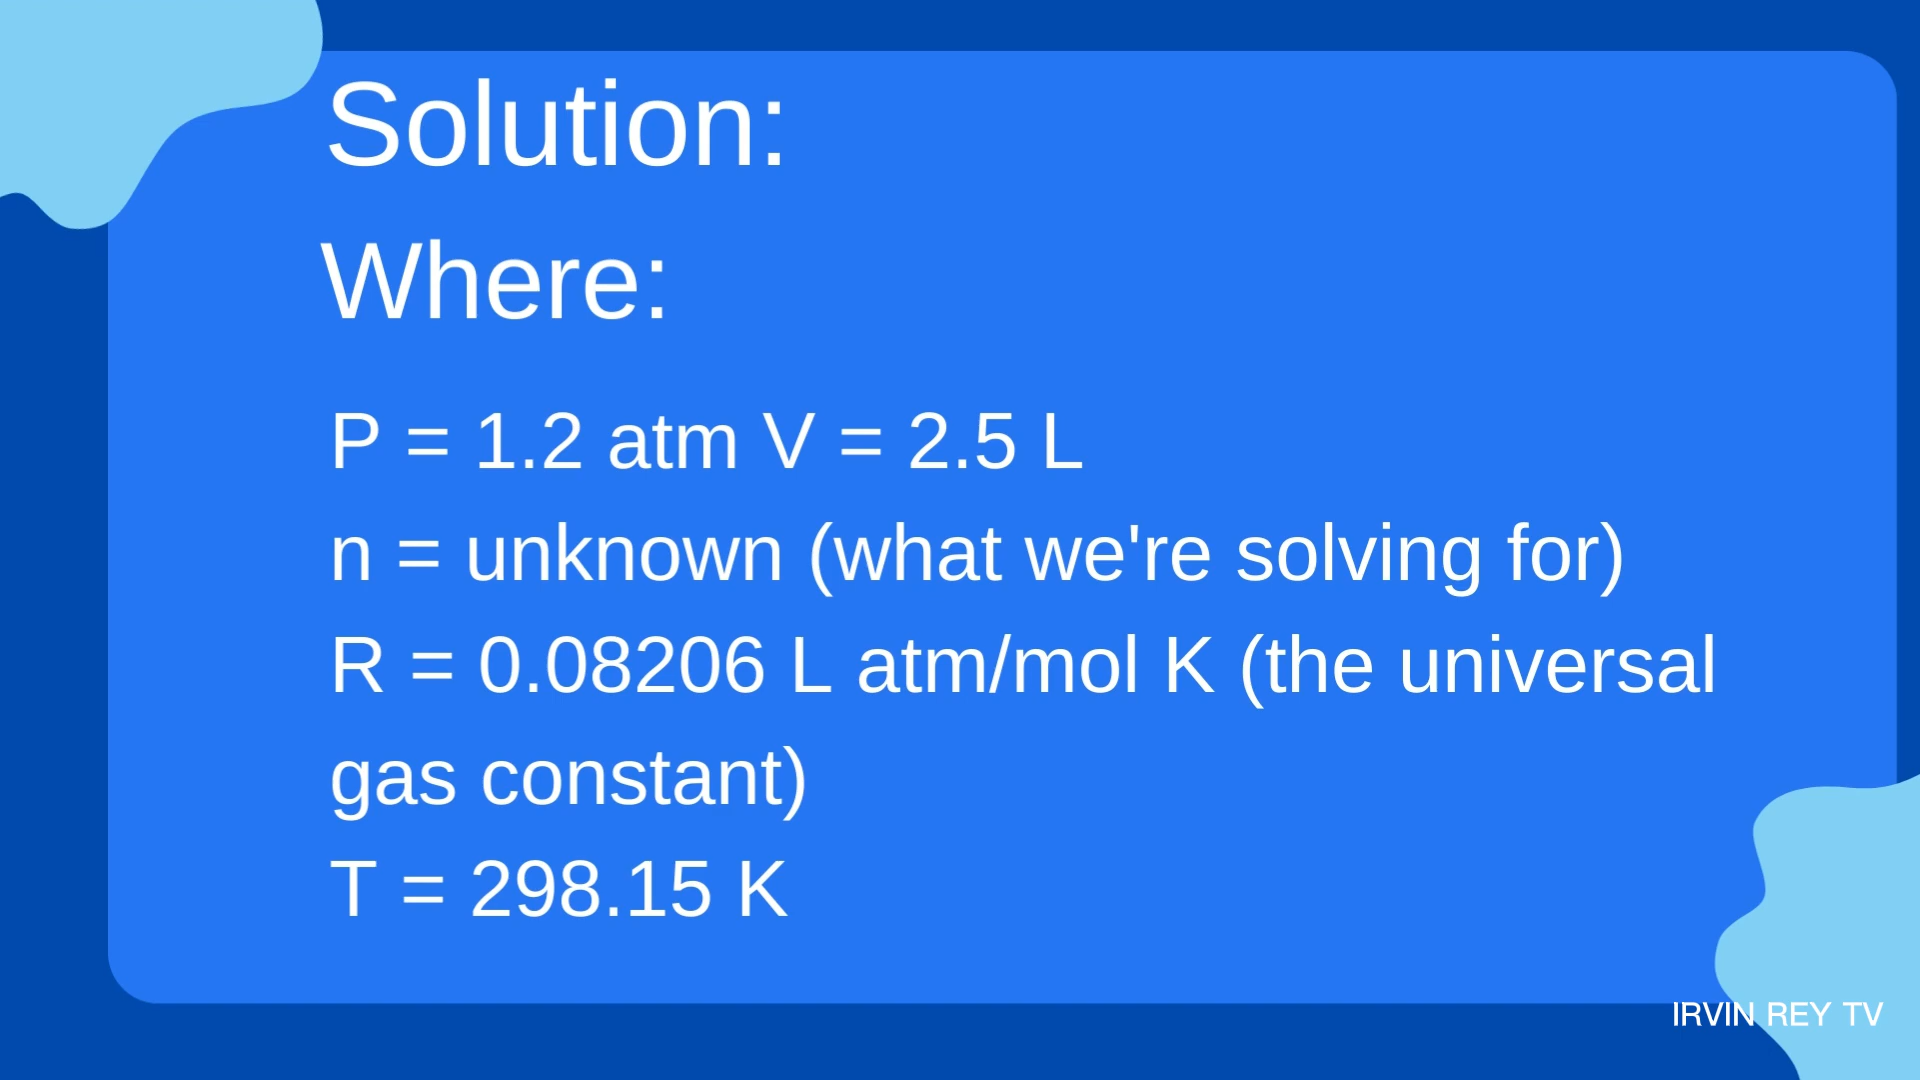 Solution:
Where:
P = 1.2 atm V = 2.5 L
n = unknown (what we're solving for)
R = 0.08206 L atm/mol K (the universal
gas constant)
T = 298.15 K
IRVIN REY TV